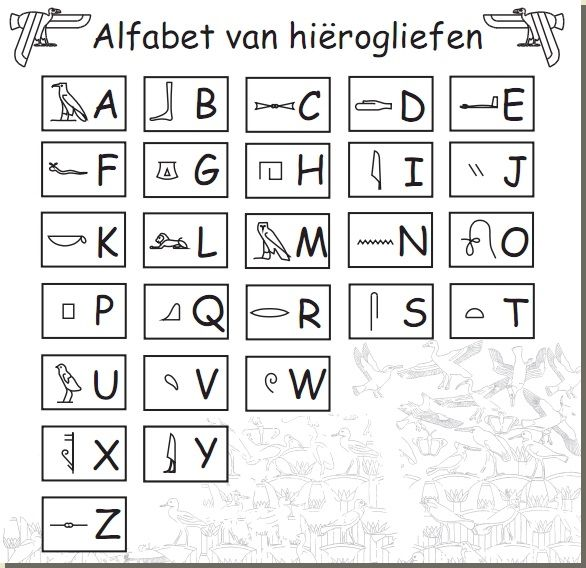 Alfabet van hiërogliefen
A B C D E
F G H I J
K L M N O
P Q R S T
U V W
X Y
Z